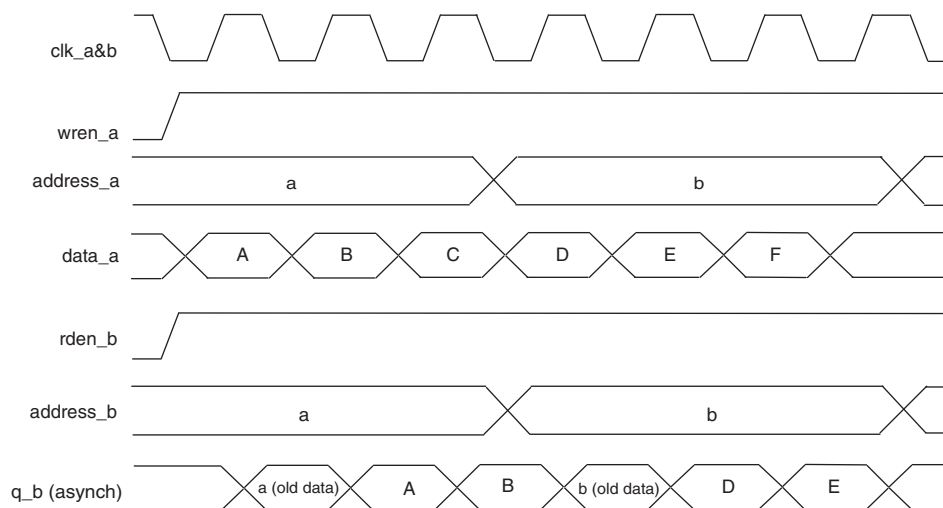 clk_a&b
wren_a
address_a a b
data_a A B C D E F
rden_b
address_b a b
q_b (asynch) a (old data) A B b (old data) D E